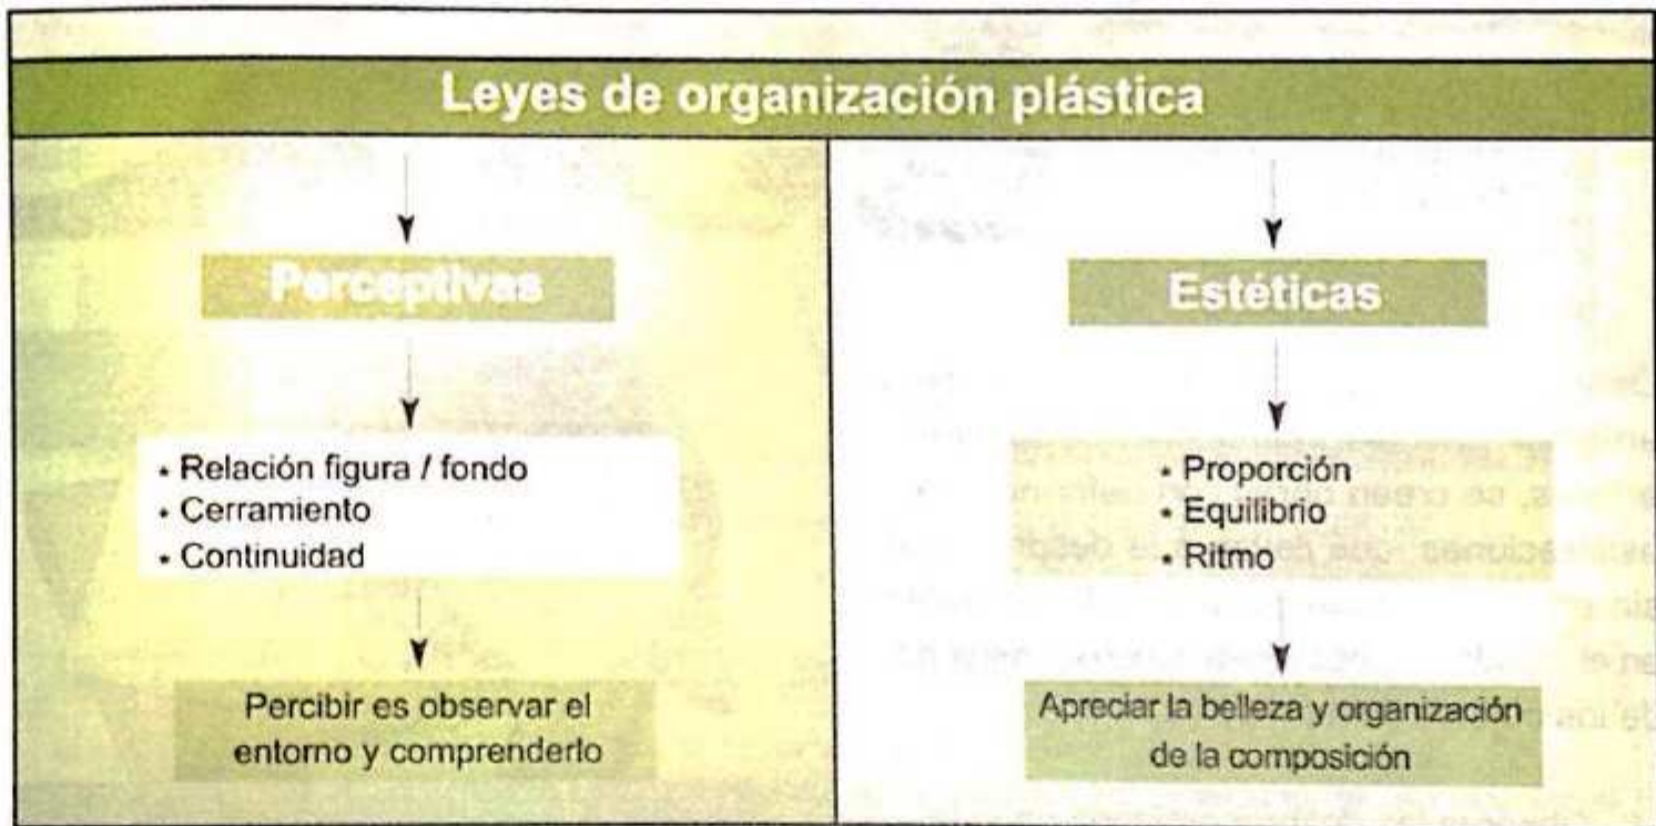 Leyes de organización plástica
Perceptivas
• Relación figura / fondo
• Cerramiento
• Continuidad
Percibir es observar el
entorno y comprenderlo
Estéticas
• Proporción
• Equilibrio
• Ritmo
Apreciar la belleza y organización
de la composición